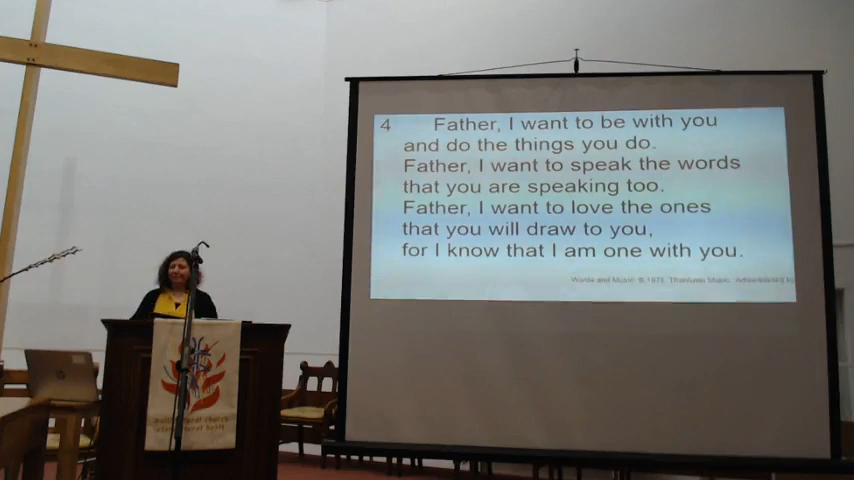 4 Father, I want to be with you
and do the things you do.
Father, I want to speak the words
that you are speaking too.
Father, I want to love the ones
that you will draw to you,
for I know that I am one with you.
Words and Music: © 1978, Thankyou Music.